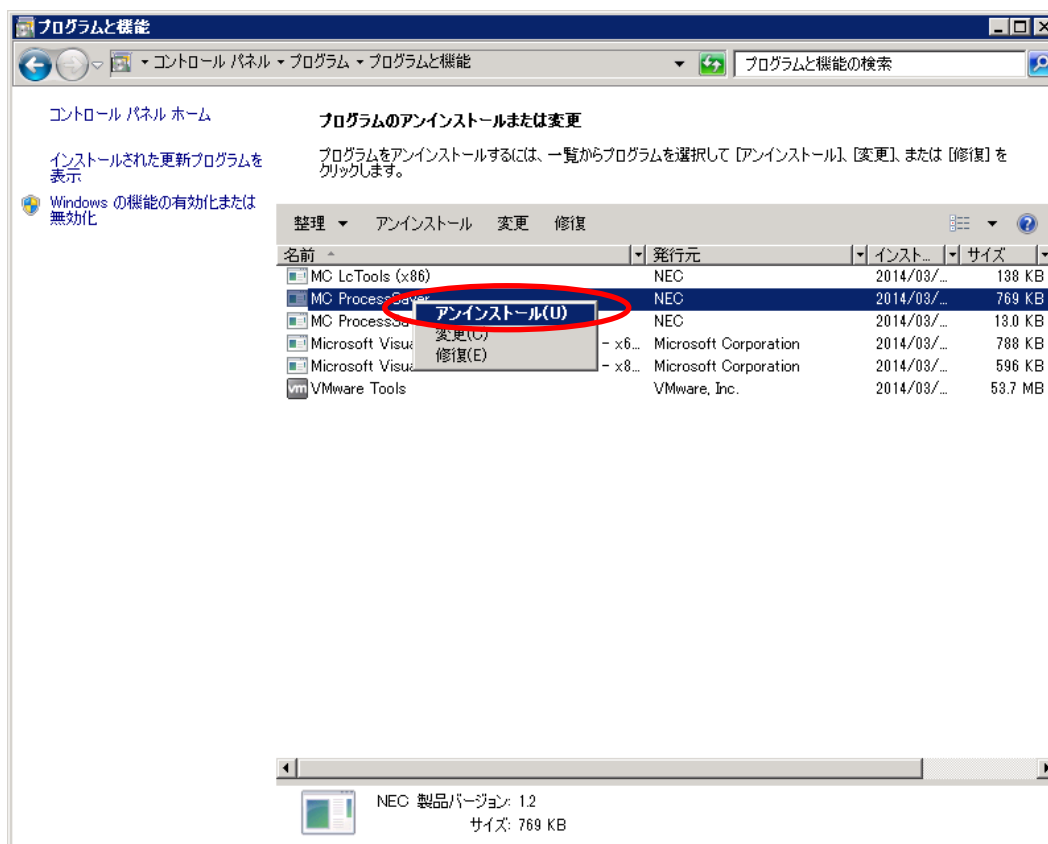 プログラムと機能
コントロール パネル プログラム プログラムと機能 プログラムと機能の検索
コントロール パネル ホーム
インストールされた更新プログラムを
表示
Windows の機能の有効化または
無効化
プログラムのアンインストールまたは変更
プログラムをアンインストールするには、一覧からプログラムを選択して [アンインストール]、[変更]、または [修復] を
クリックします。
整理 アンインストール 変更 修復
名前 発行元 インスト... サイズ
MC LcTools (x86) NEC 2014/03/... 138 KB
MC ProcessSaver NEC 2014/03/... 769 KB
MC ProcessSa NEC 2014/03/... 13.0 KB
Microsoft Visu - x6... Microsoft Corporation 2014/03/... 788 KB
Microsoft Visu - x8... Microsoft Corporation 2014/03/... 596 KB
VMware Tools VMware, Inc. 2014/03/... 53.7 MB
アンインストール(U)
変更(C)
修復(E)
NEC 製品バージョン: 1.2
サイズ: 769 KB